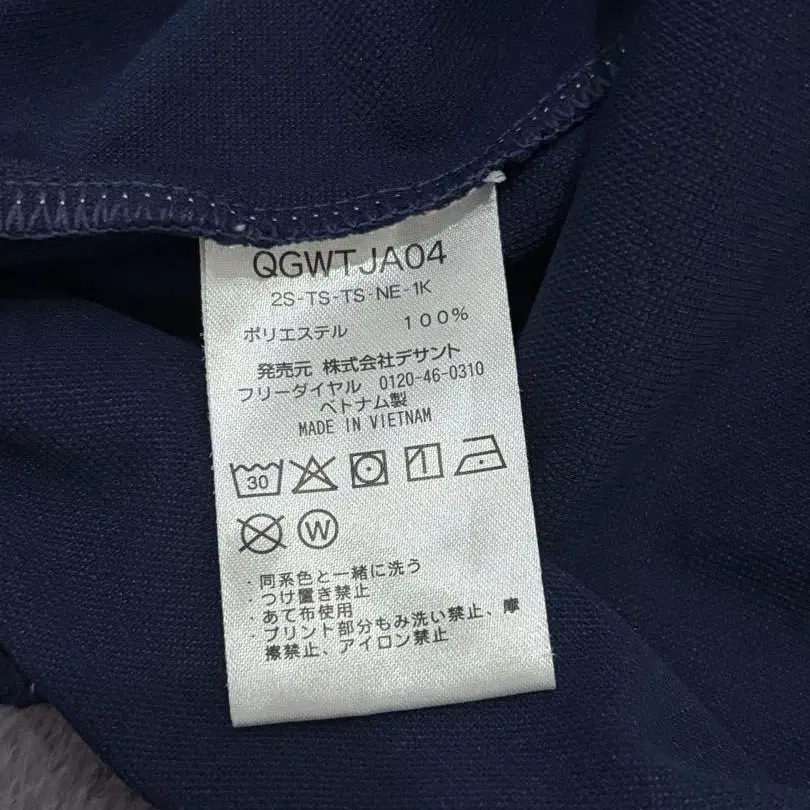 QGWTJA04
2S-TS-TS-NE-1K
ポリエステル 100%
発売元 株式会社デサント
フリーダイヤル 0120-46-0310
ベトナム製
MADE IN VIETNAM
30
W
・同系色と一緒に洗う
・つけ置き禁止
・あて布使用
・プリント部分もみ洗い禁止、摩
擦禁止、アイロン禁止